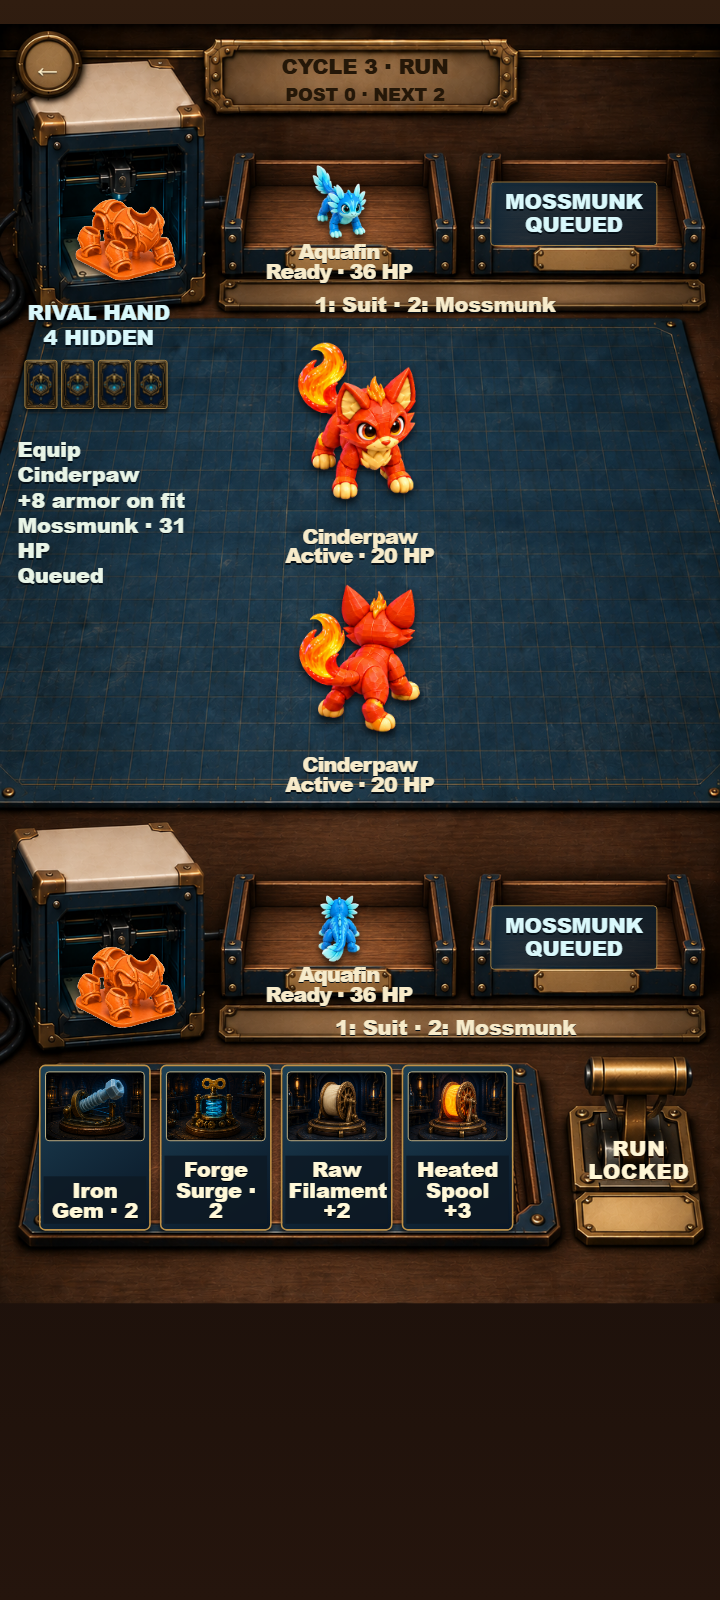 ←
CYCLE 3 · RUN
POST 0 · NEXT 2
MOSSMUNK
QUEUED
Aquafin
Ready · 36 HP
1: Suit · 2: Mossmunk
RIVAL HAND
4 HIDDEN
Equip
Cinderpaw
+8 armor on fit
Mossmunk · 31
HP
Queued
Cinderpaw
Active · 20 HP
Cinderpaw
Active · 20 HP
MOSSMUNK
QUEUED
Aquafin
Ready · 36 HP
1: Suit · 2: Mossmunk
Iron
Gem · 2
Forge
Surge ·
2
Raw
Filament
+2
Heated
Spool
+3
RUN
LOCKED